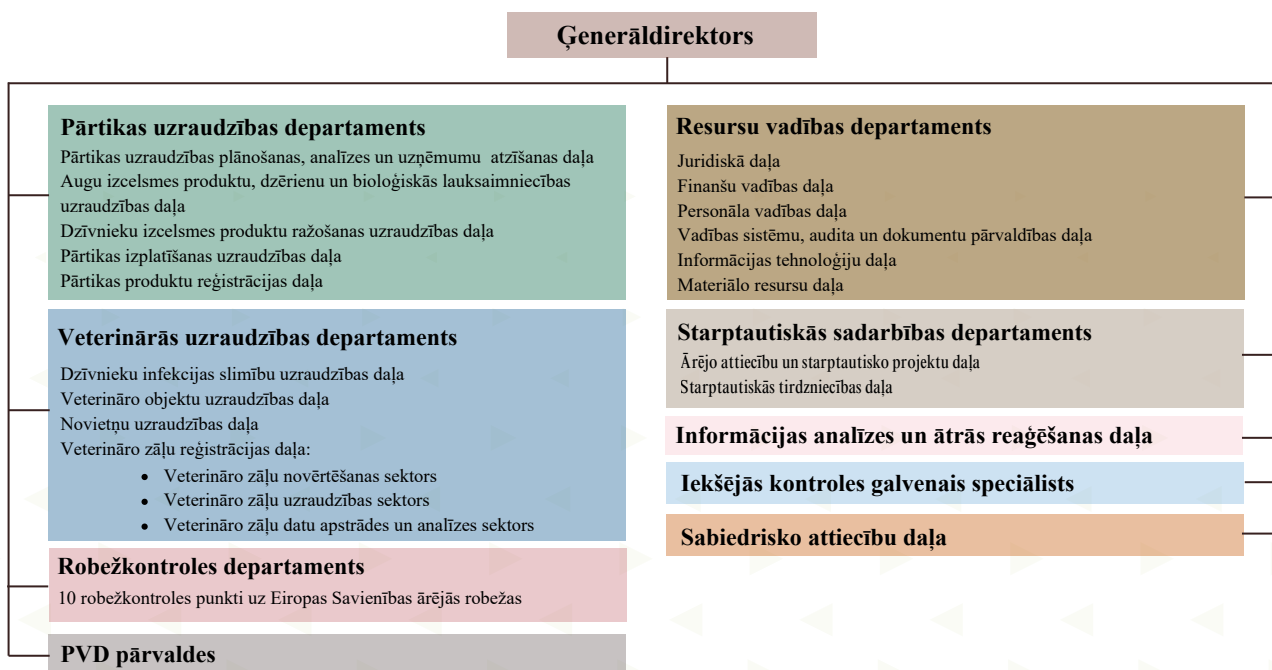 Ģenerāldirektors
Pārtikas uzraudzības departaments
Pārtikas uzraudzības plānošanas, analīzes un uzņēmumu atzīšanas daļa
Augu izcelsmes produktu, dzērienu un bioloģiskās lauksaimniecības
uzraudzības daļa
Dzīvnieku izcelsmes produktu ražošanas uzraudzības daļa
Pārtikas izplatīšanas uzraudzības daļa
Pārtikas produktu reģistrācijas daļa
Veterinārās uzraudzības departaments
Dzīvnieku infekcijas slimību uzraudzības daļa
Veterināro objektu uzraudzības daļa
Novietņu uzraudzības daļa
Veterināro zāļu reģistrācijas daļa:
• Veterināro zāļu novērtēšanas sektors
• Veterināro zāļu uzraudzības sektors
• Veterināro zāļu datu apstrādes un analīzes sektors
Robežkontroles departaments
10 robežkontroles punkti uz Eiropas Savienības ārējās robežas
PVD pārvaldes
Resursu vadības departaments
Juridiskā daļa
Finanšu vadības daļa
Personāla vadības daļa
Vadības sistēmu, audita un dokumentu pārvaldības daļa
Informācijas tehnoloģiju daļa
Materiālo resursu daļa
Starptautiskās sadarbības departaments
Ārējo attiecību un starptautisko projektu daļa
Starptautiskās tirdzniecības daļa
Informācijas analīzes un ātrās reaģēšanas daļa
Iekšējās kontroles galvenais speciālists
Sabiedrisko attiecību daļa